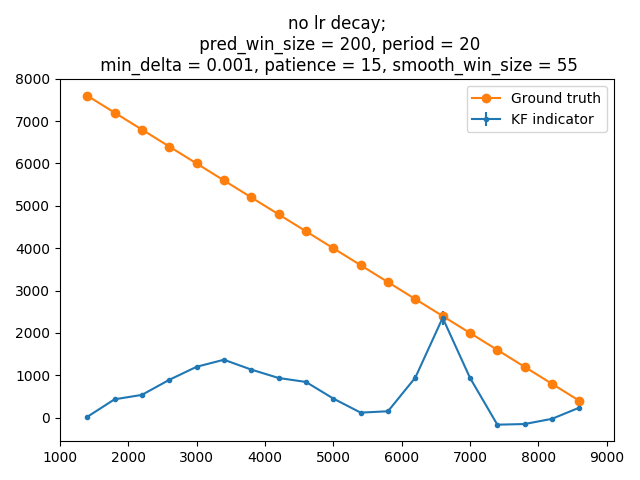 no lr decay;
pred_win_size = 200, period = 20
min_delta = 0.001, patience = 15, smooth_win_size = 55
Ground truth
KF indicator
8000
7000
6000
5000
4000
3000
2000
1000
0
1000 2000 3000 4000 5000 6000 7000 8000 9000